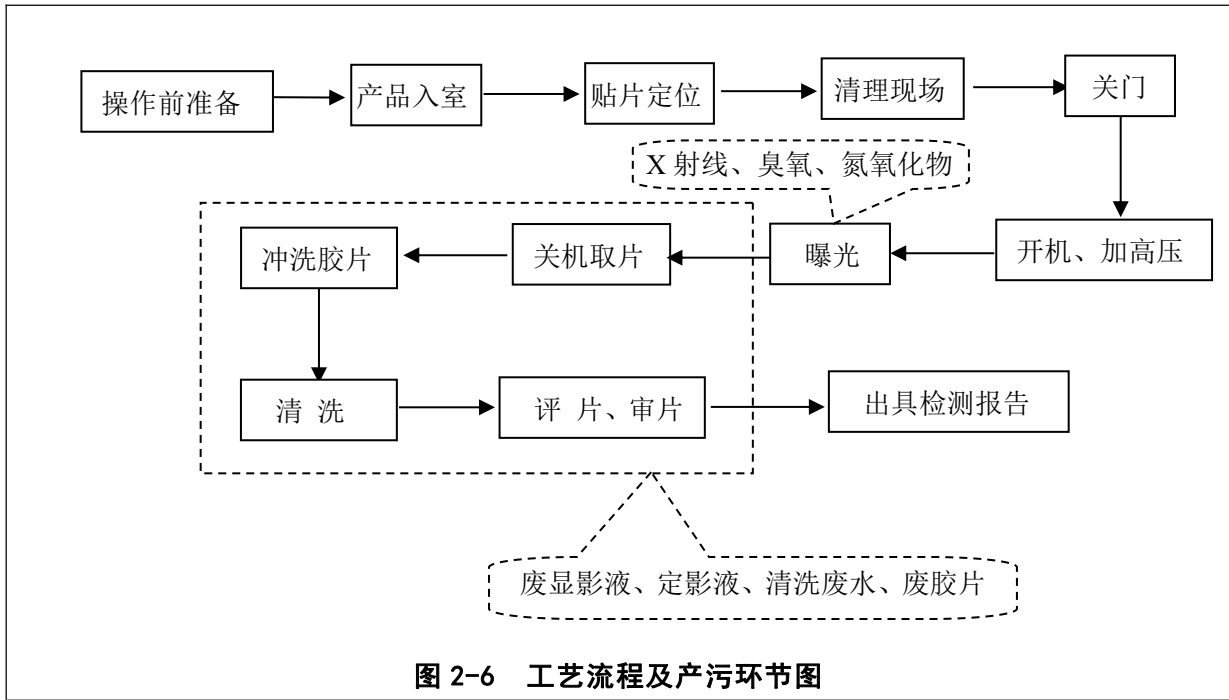 操作前准备
产品入室
贴片定位
清理现场
关门
X 射线、臭氧、氮氧化物
冲洗胶片
关机取片
曝光
开机、加高压
清 洗
评 片、审片
出具检测报告
废显影液、定影液、清洗废水、废胶片
图 2-6 工艺流程及产污环节图